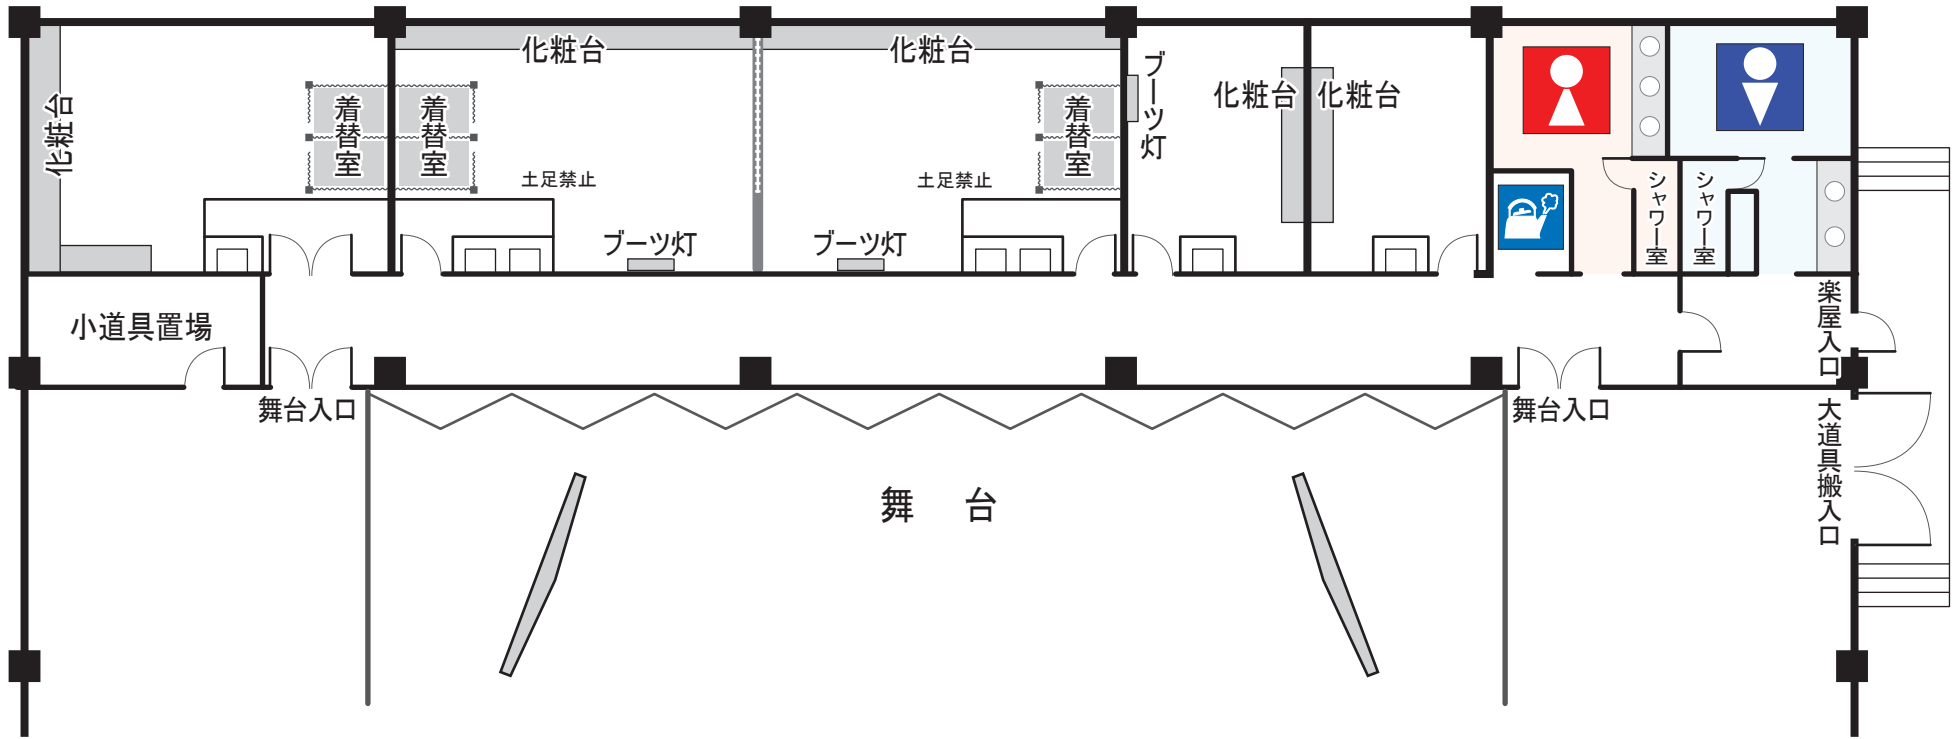 化粧台
着替室
着替室
化粧台
土足禁止
ブーツ灯
化粧台
着替室
土足禁止
ブーツ灯
ブーツ灯
化粧台
化粧台
シャワー室
シャワー室
小道具置場
楽屋入口
舞台入口
舞台入口
大道具搬入口
舞 台